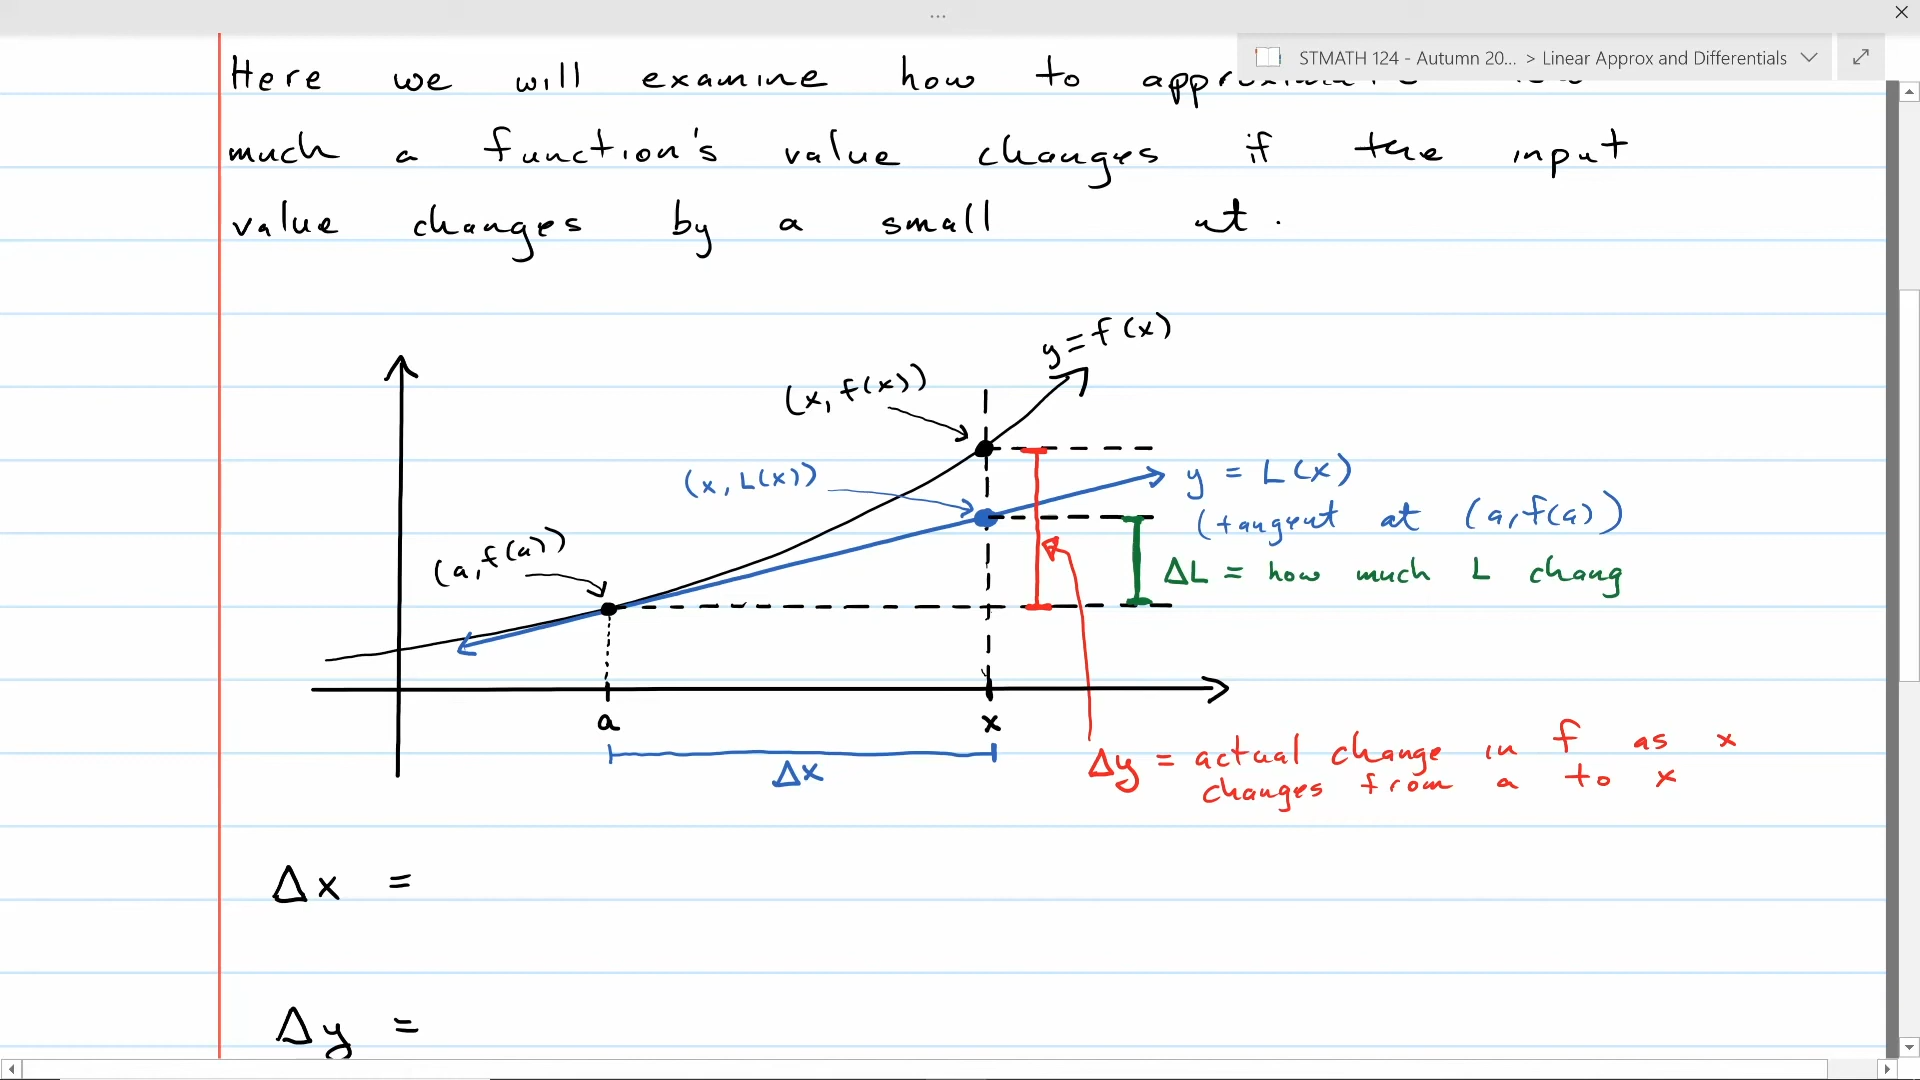 ...
STMATH 124 - Autumn 20... > Linear Approx and Differentials
Here we will examine how to
much a function's value changes if the input
value changes by a small
y = f(x)
(x, f(x))
(x, L(x))
y = L(x)
(tangent at (a, f(a))
(a, f(a))
ΔL = how much L chang
a
x
Δx
Δy = actual change in f as x
changes from a to x
Δx =
Δy =